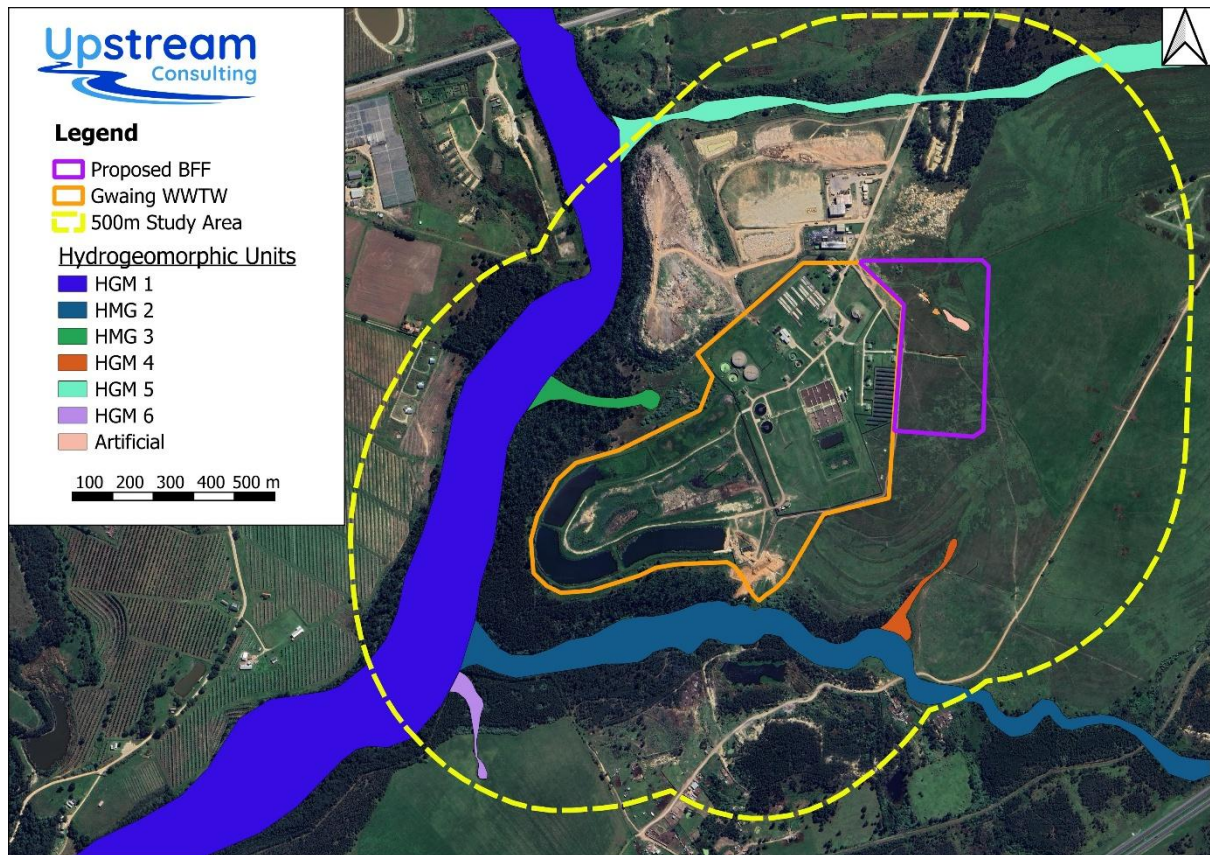 Upstream
Consulting
Legend
Proposed BFF
Gwaing WWTW
500m Study Area
Hydrogeomorphic Units
HGM 1
HMG 2
HGM 3
HGM 4
HGM 5
HGM 6
Artificial
100 200 300 400 500 m